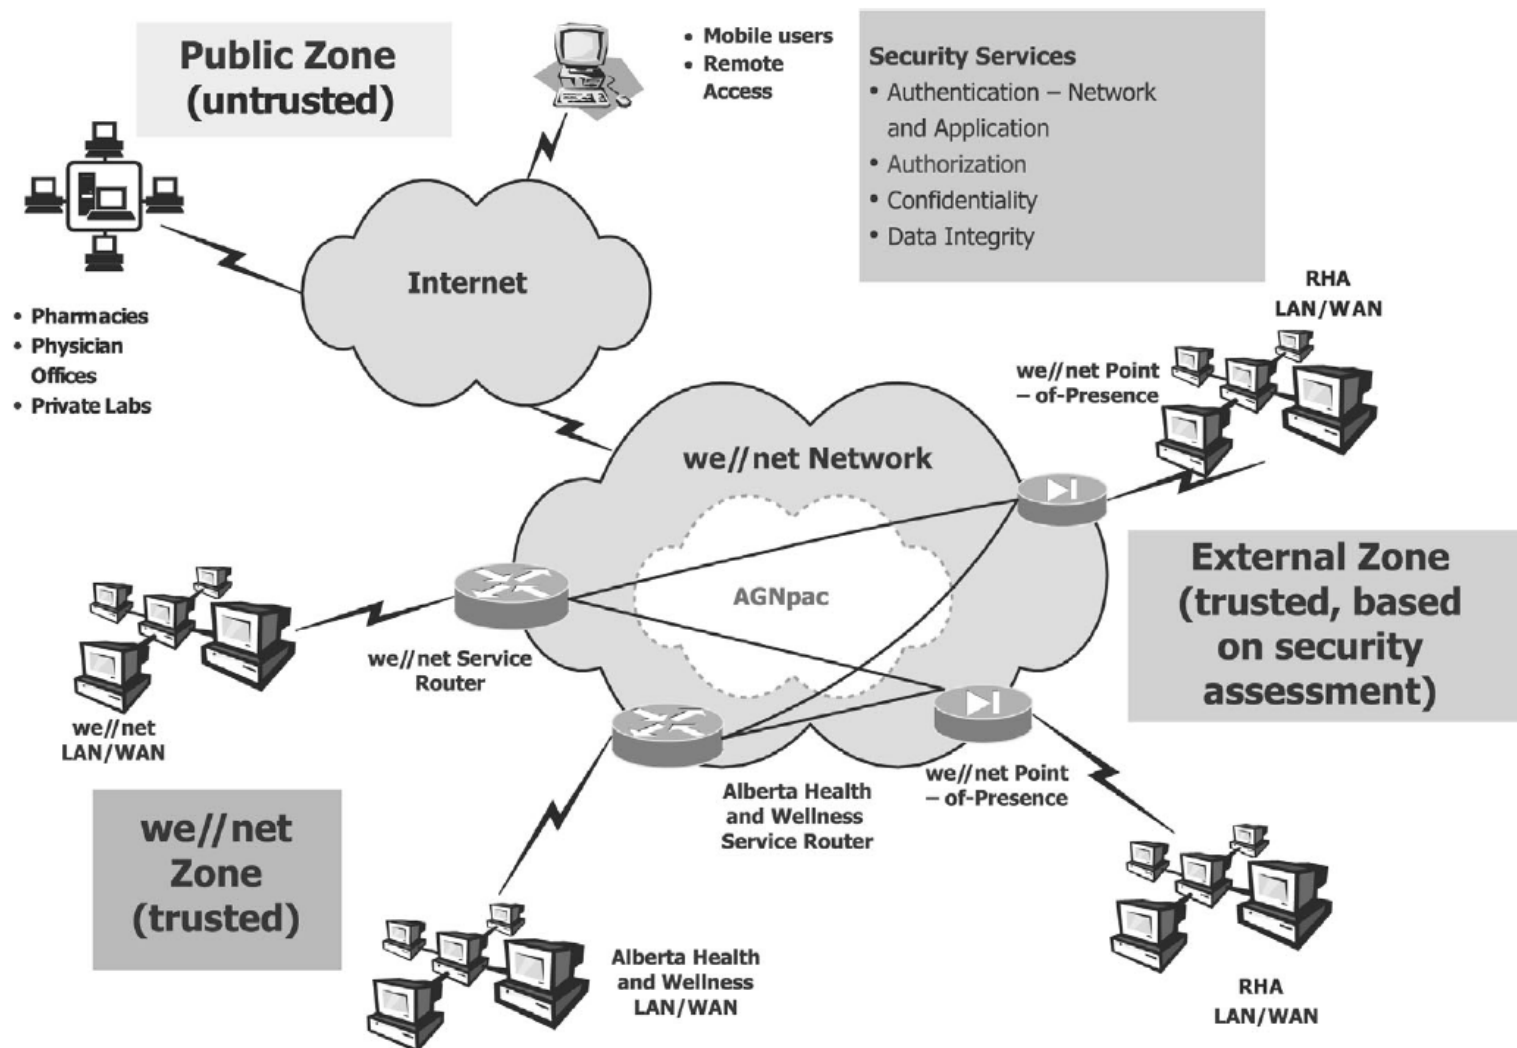 Public Zone
(untrusted)
• Mobile users
• Remote
Access
Security Services
• Authentication – Network
and Application
• Authorization
• Confidentiality
• Data Integrity
Internet
• Pharmacies
• Physician
Offices
• Private Labs
RHA
LAN/WAN
we//net Point
– of-Presence
we//net Network
AGNpac
External Zone
(trusted, based
on security
assessment)
we//net Service
Router
we//net
LAN/WAN
we//net Point
– of-Presence
Alberta Health
and Wellness
Service Router
we//net
Zone
(trusted)
Alberta Health
and Wellness
LAN/WAN
RHA
LAN/WAN